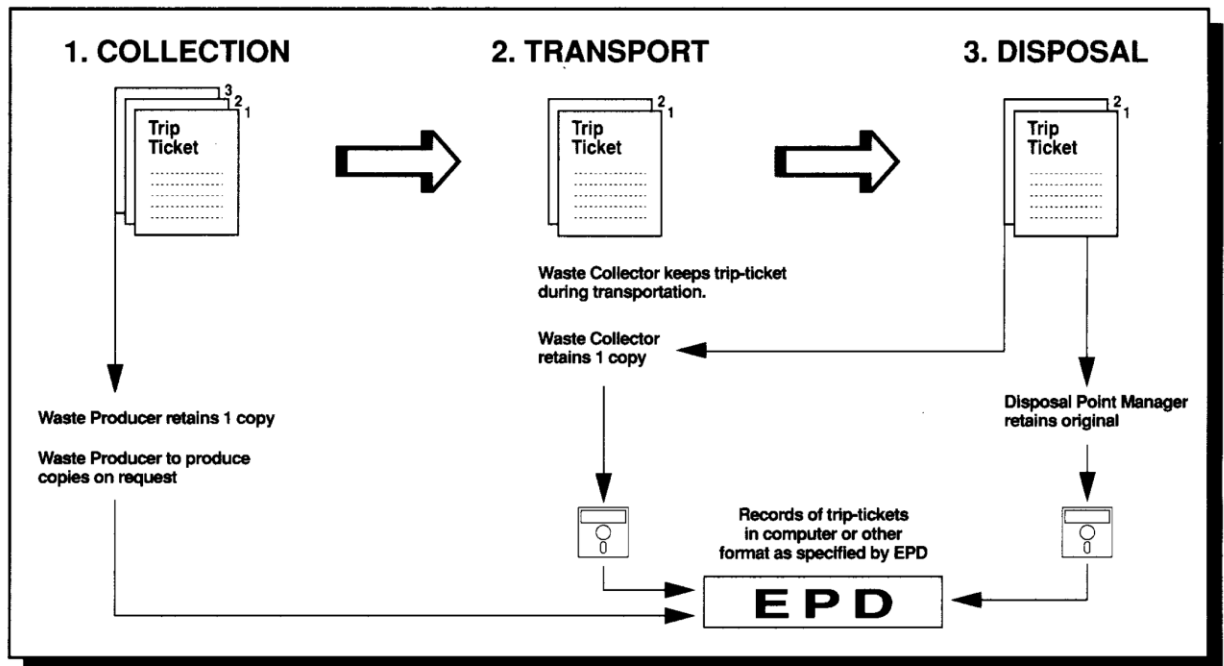 1. COLLECTION
2. TRANSPORT
3. DISPOSAL
3
2
1
Trip
Ticket
2
1
Trip
Ticket
2
1
Trip
Ticket
Waste Collector keeps trip-ticket
during transportation.
Waste Collector
retains 1 copy
Waste Producer retains 1 copy
Waste Producer to produce
copies on request
Disposal Point Manager
retains original
Records of trip-tickets
in computer or other
format as specified by EPD
EPD